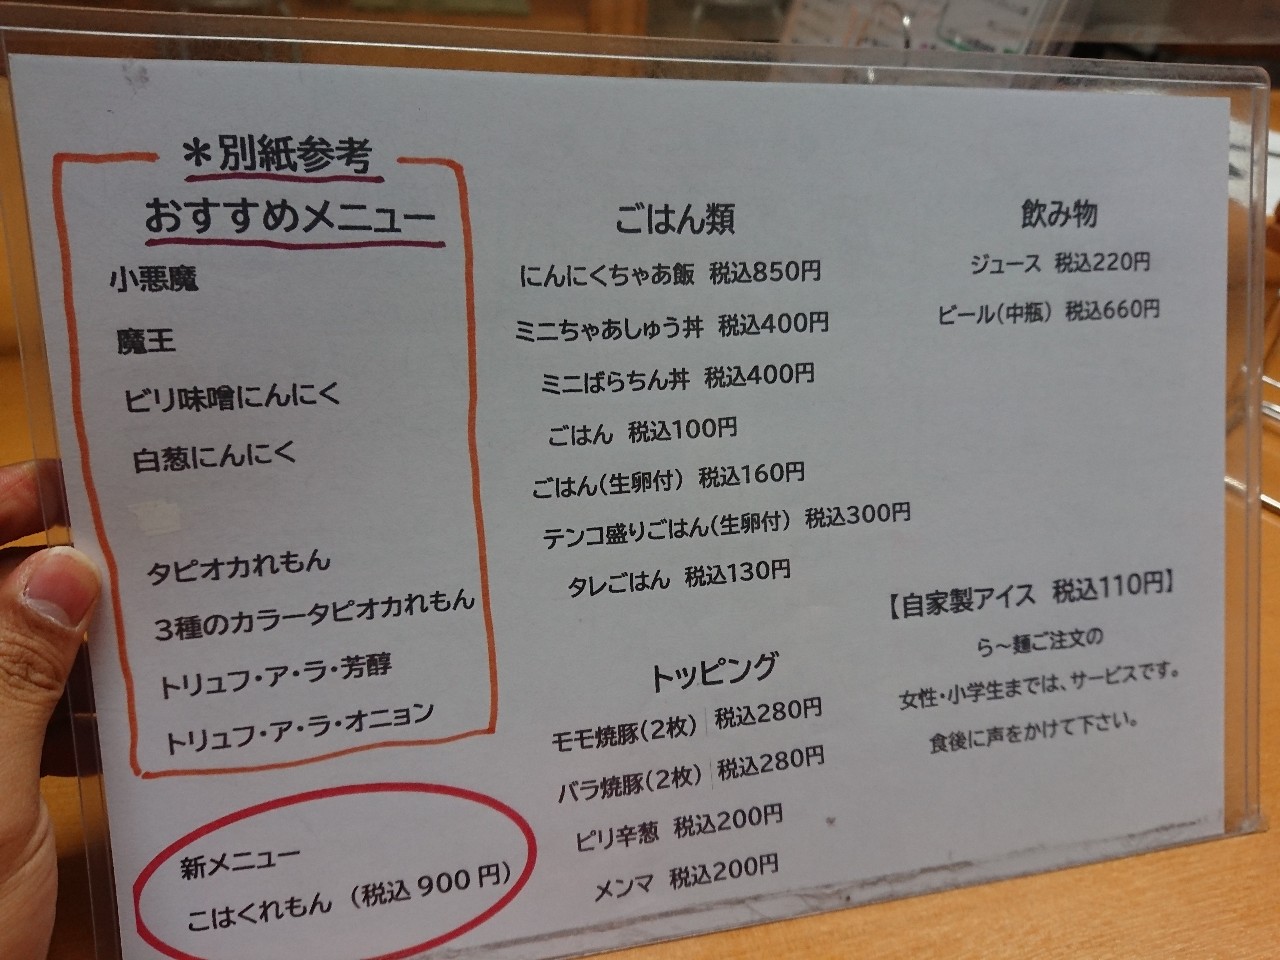 ＊別紙参考
おすすめメニュー
小悪魔
魔王
ビリ味噌にんにく
白葱にんにく
タピオカれもん
3種のカラータピオカれもん
トリュフ・ア・ラ・芳醇
トリュフ・ア・ラ・オニョン
新メニュー
こはくれもん (税込900円)
ごはん類
にんにくちゃあ飯 税込850円
ミニちゃあしゅう丼 税込400円
ミニばらちん丼 税込400円
ごはん 税込100円
ごはん(生卵付) 税込160円
テンコ盛りごはん(生卵付) 税込300円
タレごはん 税込130円
トッピング
モモ焼豚(2枚) 税込280円
バラ焼豚(2枚) 税込280円
ピリ辛葱 税込200円
メンマ 税込200円
飲み物
ジュース 税込220円
ビール(中瓶) 税込660円
【自家製アイス 税込110円】
ら〜麺ご注文の
女性・小学生までは、サービスです。
食後に声をかけて下さい。